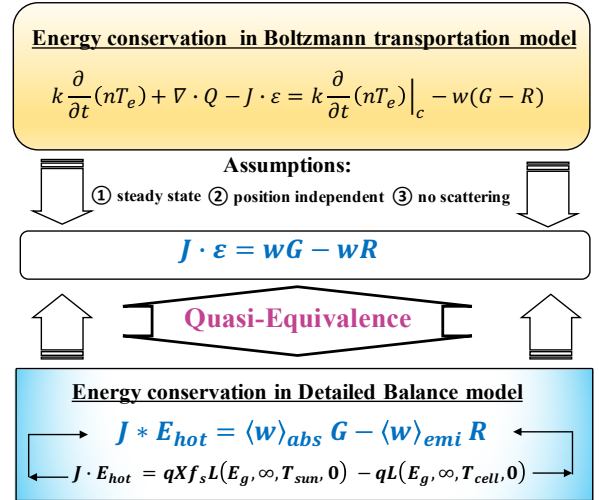 Energy conservation in Boltzmann transportation model
k ∂/∂t (nTₑ) + ∇ · Q − J · ε = k ∂/∂t (nTₑ)|_c − w(G − R)
Assumptions:
① steady state ② position independent ③ no scattering
J · ε = wG − wR
Quasi-Equivalence
Energy conservation in Detailed Balance model
J * E_hot = ⟨w⟩_abs G − ⟨w⟩_emi R
J · E_hot = qXf_s L(E_g, ∞, T_sun, 0) − qL(E_g, ∞, T_cell, 0)